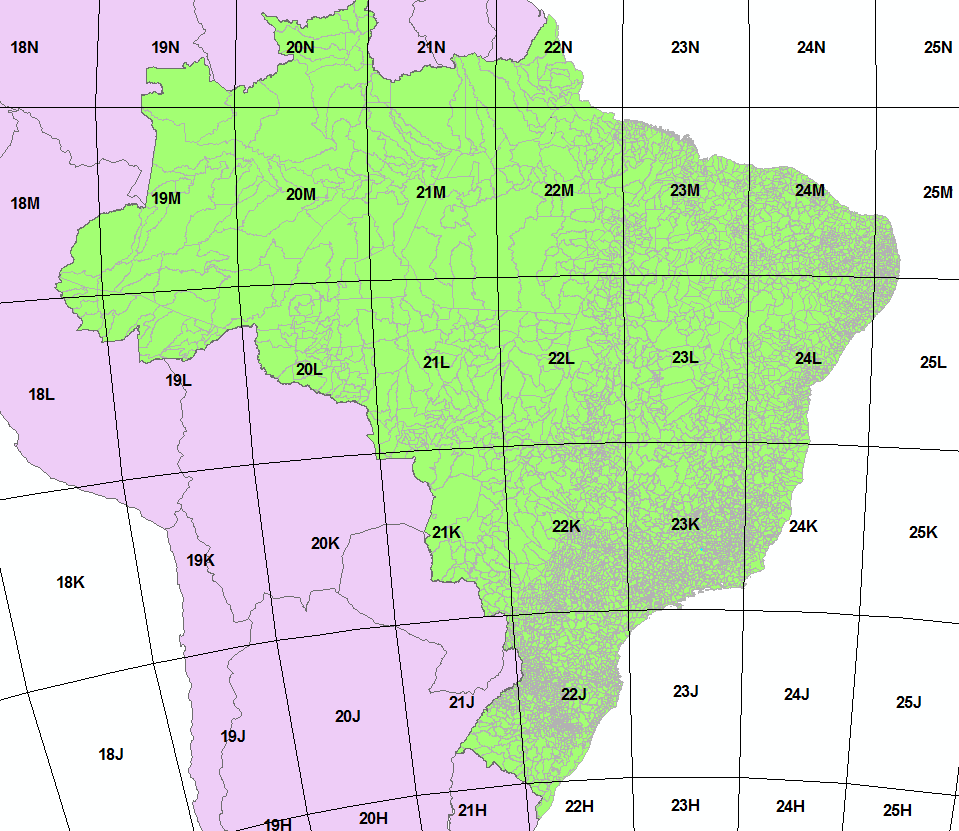 18N 19N 20N 21N 22N 23N 24N 25N
18M 19M 20M 21M 22M 23M 24M 25M
18L 19L 20L 21L 22L 23L 24L 25L
18K 19K 20K 21K 22K 23K 24K 25K
18J 19J 20J 21J 22J 23J 24J 25J
19H 20H 21H 22H 23H 24H 25H